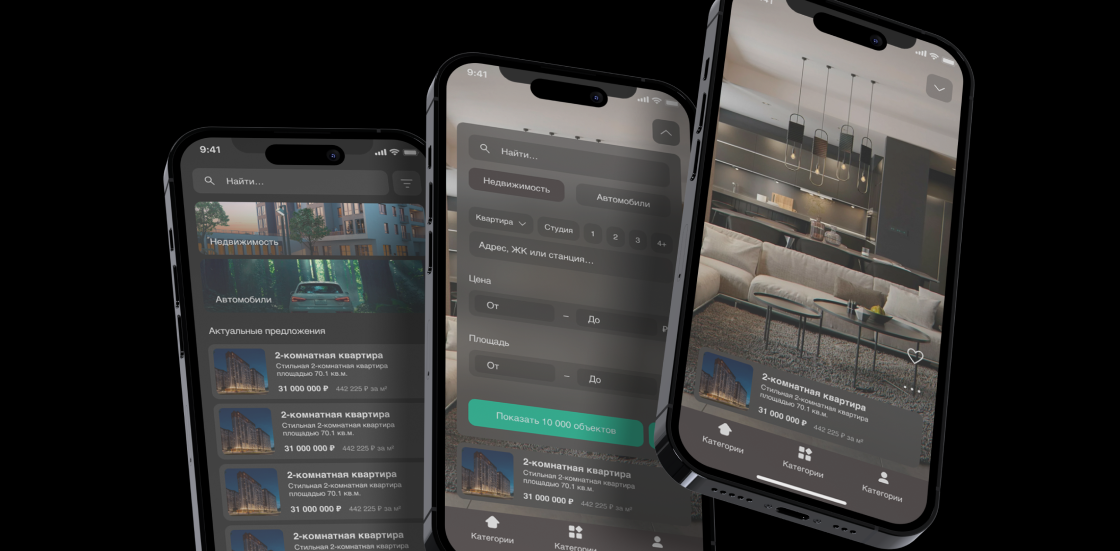 9:41
Найти...
Недвижимость
Автомобили
Актуальные предложения
2-комнатная квартира
Стильная 2-комнатная квартира
площадью 70.1 кв.м.
31 000 000 ₽ 442 225 ₽ за м²
2-комнатная квартира
Стильная 2-комнатная квартира
площадью 70.1 кв.м.
31 000 000 ₽ 442 225 ₽ за м²
2-комнатная квартира
Стильная 2-комнатная квартира
площадью 70.1 кв.м.
31 000 000 ₽ 442 225 ₽ за м²
2-комнатная квартира
Стильная 2-комнатная квартира
9:41
Найти...
Недвижимость Автомобили
Квартира Студия 1 2 3 4+
Адрес, ЖК или станция...
Цена
От – До ₽
Площадь
От – До
Показать 10 000 объектов
2-комнатная квартира
Стильная 2-комнатная квартира
площадью 70.1 кв.м.
31 000 000 ₽ 442 225 ₽ за м²
Категории Категории
2-комнатная квартира
Стильная 2-комнатная квартира
площадью 70.1 кв.м.
31 000 000 ₽ 442 225 ₽ за м²
Категории Категории Категории